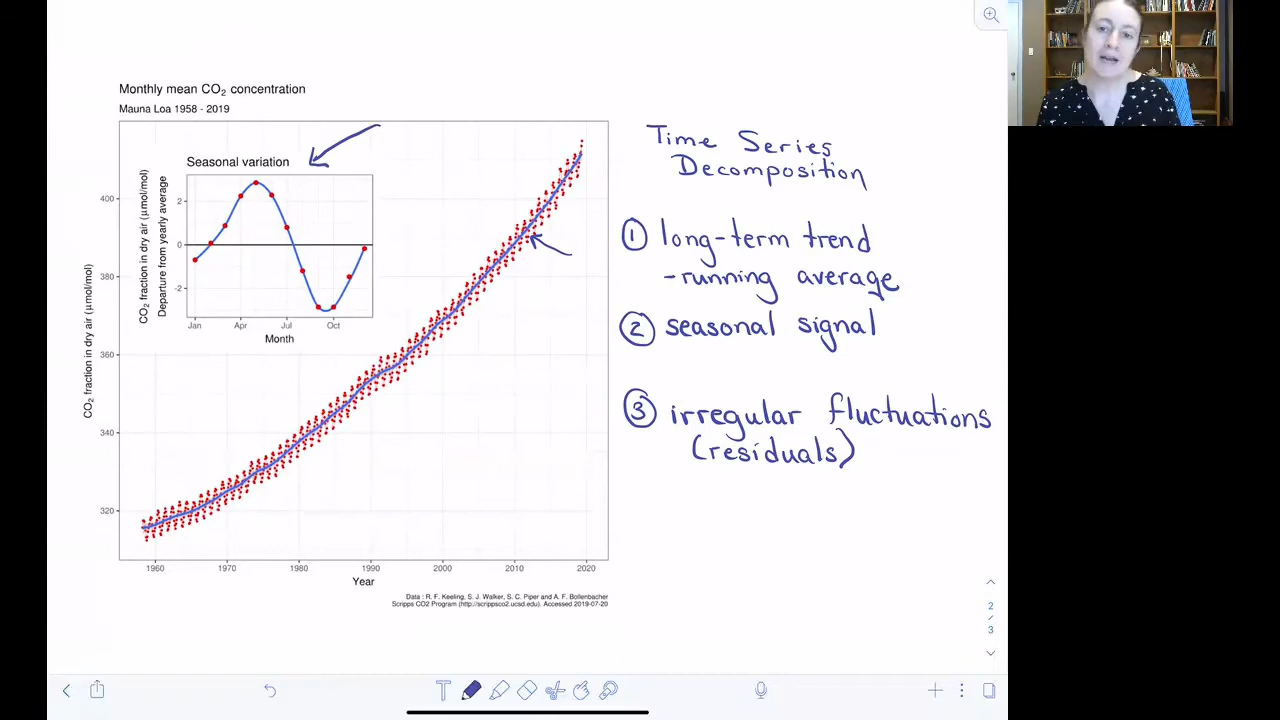 Monthly mean CO₂ concentration
Mauna Loa 1958 - 2019
Seasonal variation
CO₂ fraction in dry air (μmol/mol)
Departure from yearly average
2
0
-2
Jan Apr Jul Oct
Month
CO₂ fraction in dry air (μmol/mol)
400
380
360
340
320
1960 1970 1980 1990 2000 2010 2020
Year
Data : R. F. Keeling, S. J. Walker, S. C. Piper and A. F. Bollenbacher
Scripps CO2 Program (http://scrippsco2.ucsd.edu). Accessed 2019-07-20
Time Series
Decomposition
① long-term trend
-running average
② seasonal signal
③ irregular fluctuations
(residuals)
2
/
3
T